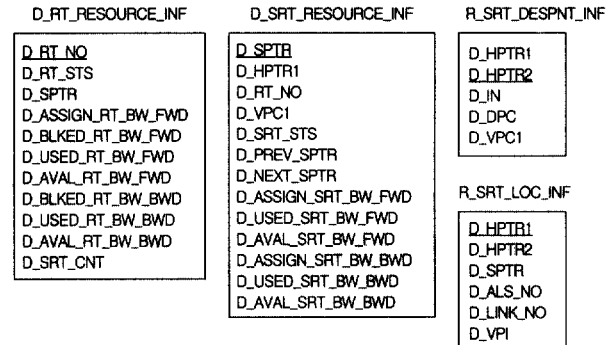 D_RT_RESOURCE_INF
D_RT_NO
D_RT_STS
D_SPTR
D_ASSIGN_RT_BW_FWD
D_BLKED_RT_BW_FWD
D_USED_RT_BW_FWD
D_AVAL_RT_BW_FWD
D_BLKED_RT_BW_BWD
D_USED_RT_BW_BWD
D_AVAL_RT_BW_BWD
D_SRT_CNT
D_SRT_RESOURCE_INF
D_SPTR
D_HPTR1
D_RT_NO
D_VPC1
D_SRT_STS
D_PREV_SPTR
D_NEXT_SPTR
D_ASSIGN_SRT_BW_FWD
D_USED_SRT_BW_FWD
D_AVAL_SRT_BW_FWD
D_ASSIGN_SRT_BW_BWD
D_USED_SRT_BW_BWD
D_AVAL_SRT_BW_BWD
R_SRT_DESPNT_INF
D_HPTR1
D_HPTR2
D_IN
D_DPC
D_VPC1
R_SRT_LOC_INF
D_HPTR1
D_HPTR2
D_SPTR
D_ALS_NO
D_LINK_NO
D_VPI